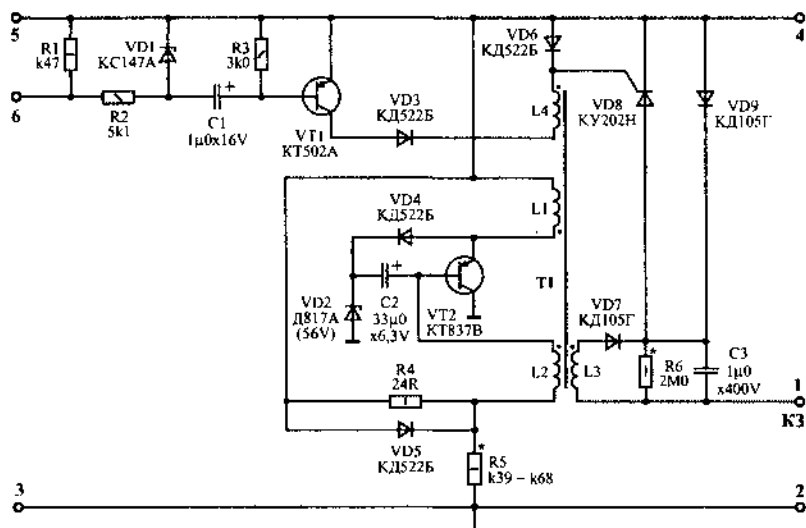 5
4
R1
k47
VD1
КС147А
R3
3k0
VD6
КД522Б
6
R2
5k1
C1
1μ0x16V
VT1
КТ502А
VD3
КД522Б
L4
VD8
КУ202Н
VD9
КД105Г
VD4
КД522Б
L1
VD2
Д817А
(56V)
C2
33μ0
x6,3V
VT2
КТ837В
T1
VD7
КД105Г
R4
24R
L2
L3
R6
2M0
C3
1μ0
x400V
1
КЗ
VD5
КД522Б
R5
k39 – k68
3
2